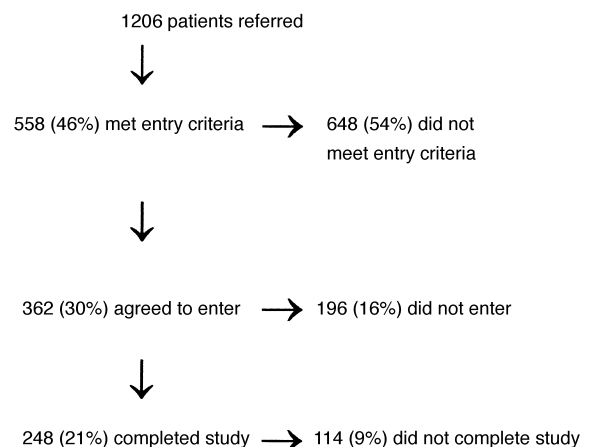 1206 patients referred
558 (46%) met entry criteria
648 (54%) did not
meet entry criteria
362 (30%) agreed to enter
196 (16%) did not enter
248 (21%) completed study
114 (9%) did not complete study